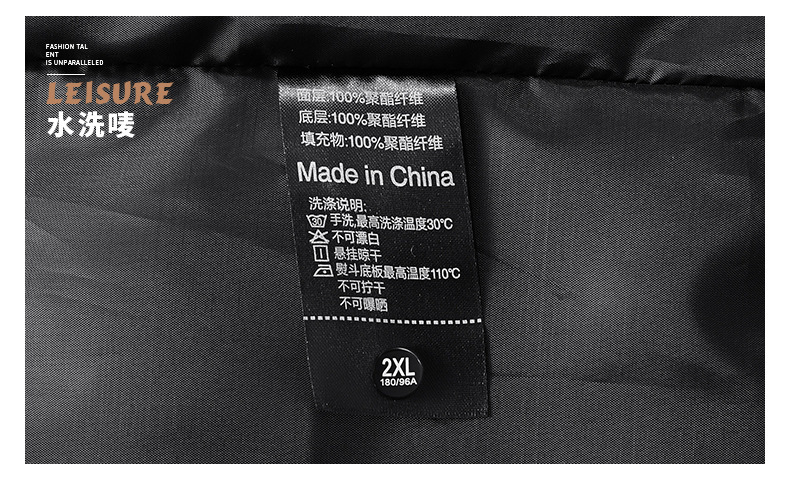 FASHION TAL
ENT
IS UNPARALLELED
LEISURE
水洗唛
面层:100%聚酯纤维
底层:100%聚酯纤维
填充物:100%聚酯纤维
Made in China
洗涤说明:
30 手洗,最高洗涤温度30℃
不可漂白
悬挂晾干
熨斗底板最高温度110℃
不可拧干
不可曝晒
2XL
180/96A